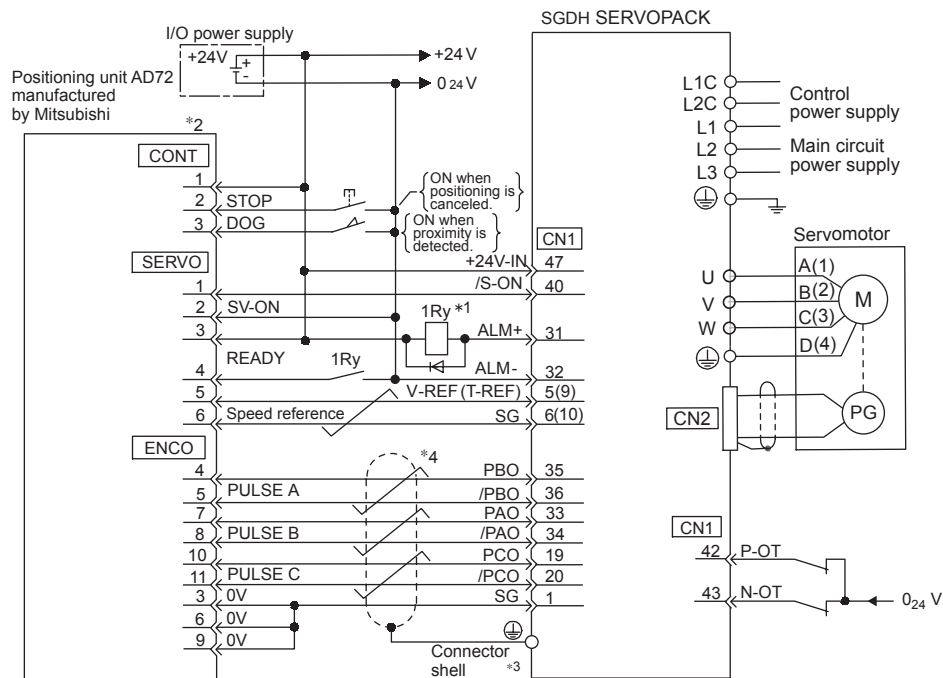 SGDH SERVOPACK
I/O power supply
+24V
+
-
+24 V
0 24 V
Positioning unit AD72
manufactured
by Mitsubishi
*2
CONT
1
2 STOP
3 DOG
ON when
positioning is
canceled.
ON when
proximity is
detected.
SERVO
1
2 SV-ON
3
READY
4
5
6 Speed reference
1Ry *1
1Ry
ENCO
4
5 PULSE A
7
8 PULSE B
10
11 PULSE C
3 0V
6 0V
9 0V
*4
CN1
+24V-IN 47
/S-ON 40
ALM+ 31
ALM- 32
V-REF (T-REF) 5(9)
SG 6(10)
PBO 35
/PBO 36
PAO 33
/PAO 34
PCO 19
/PCO 20
SG 1
Connector
shell *3
L1C
L2C
Control
power supply
L1
L2
L3
Main circuit
power supply
Servomotor
U A(1)
V B(2)
W C(3)
D(4)
M
PG
CN2
CN1
42 P-OT
43 N-OT
0 24 V